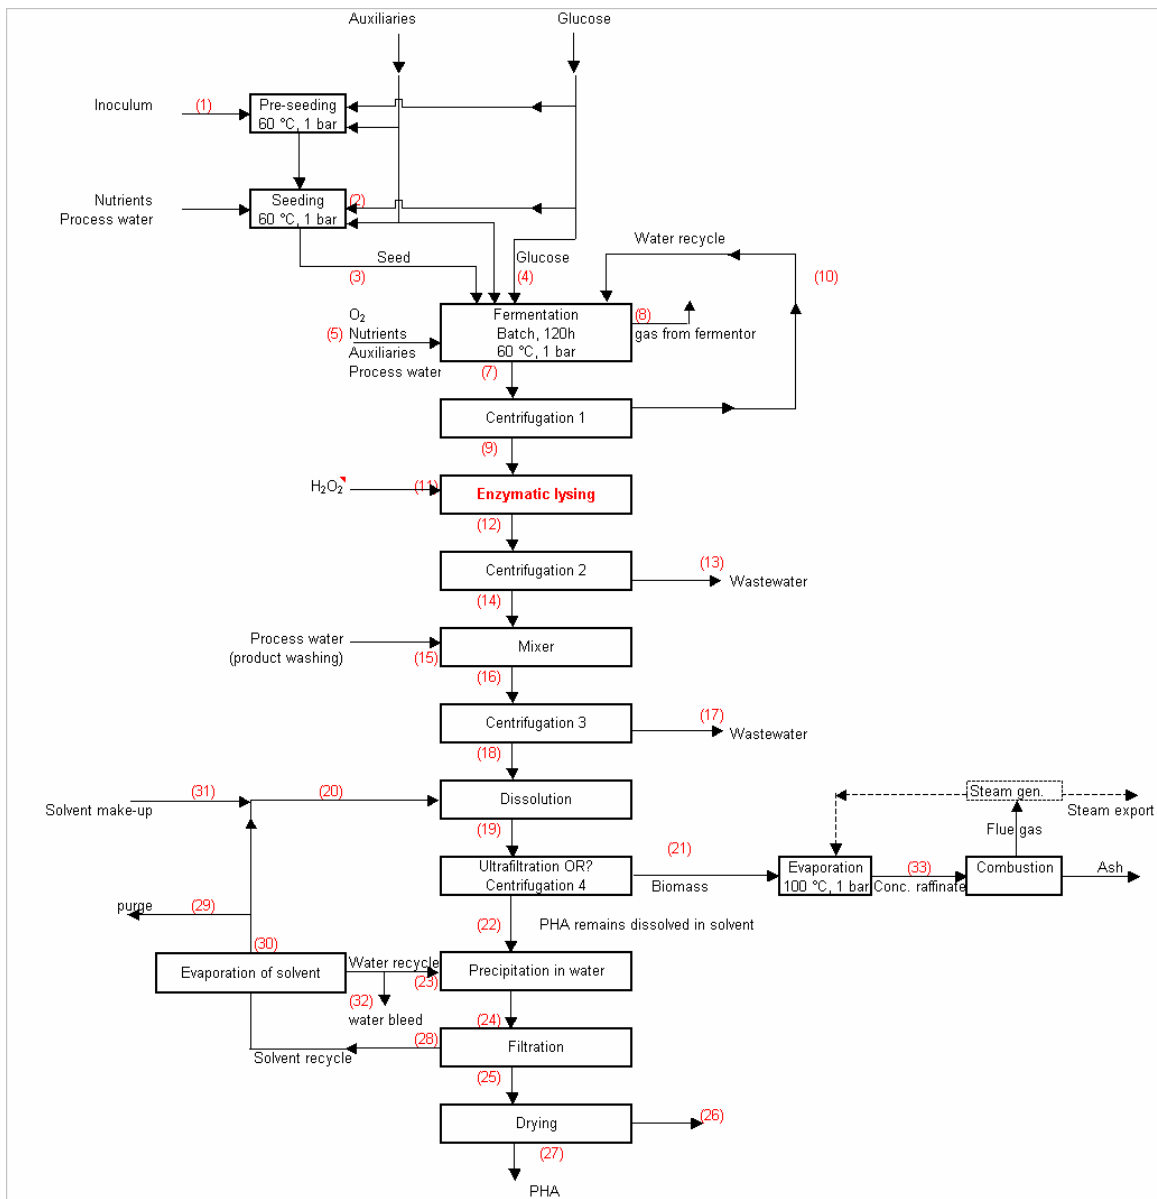 Auxiliaries
Glucose
Inoculum
(1)
Pre-seeding
60 °C, 1 bar
Nutrients
Process water
Seeding
60 °C, 1 bar
(2)
Seed
(3)
Glucose
(4)
Water recycle
(10)
O₂
(5) Nutrients
Auxiliaries
Process water
Fermentation
Batch, 120h
60 °C, 1 bar
(8)
gas from fermentor
(7)
Centrifugation 1
(9)
H₂O₂
(11)
Enzymatic lysing
(12)
Centrifugation 2
(13)
Wastewater
(14)
Process water
(product washing)
(15)
Mixer
(16)
Centrifugation 3
(17)
Wastewater
(18)
Solvent make-up
(31)
(20)
Dissolution
Steam gen.
Steam export
(19)
Flue gas
Ultrafiltration OR?
Centrifugation 4
(21)
Biomass
Evaporation
100 °C, 1 bar
(33)
Conc. raffinate
Combustion
Ash
purge
(29)
(22)
PHA remains dissolved in solvent
(30)
Evaporation of solvent
Water recycle
(23)
Precipitation in water
(32)
water bleed
(24)
(28)
Solvent recycle
Filtration
(25)
Drying
(26)
(27)
PHA